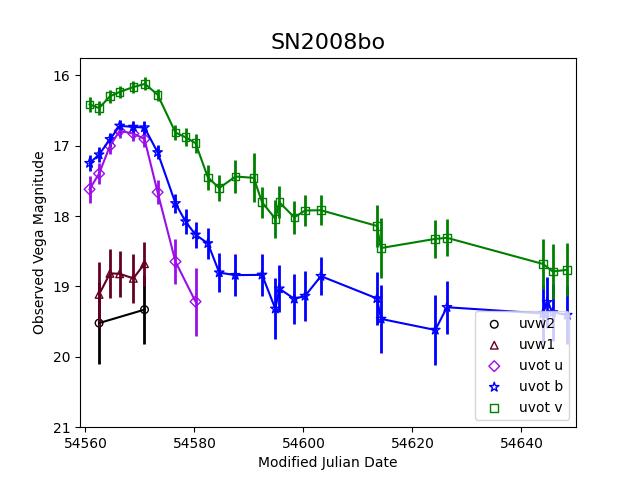 SN2008bo
16
17
18
19
20
21
Observed Vega Magnitude
54560
54580
54600
54620
54640
Modified Julian Date
uvw2
uvw1
uvot u
uvot b
uvot v